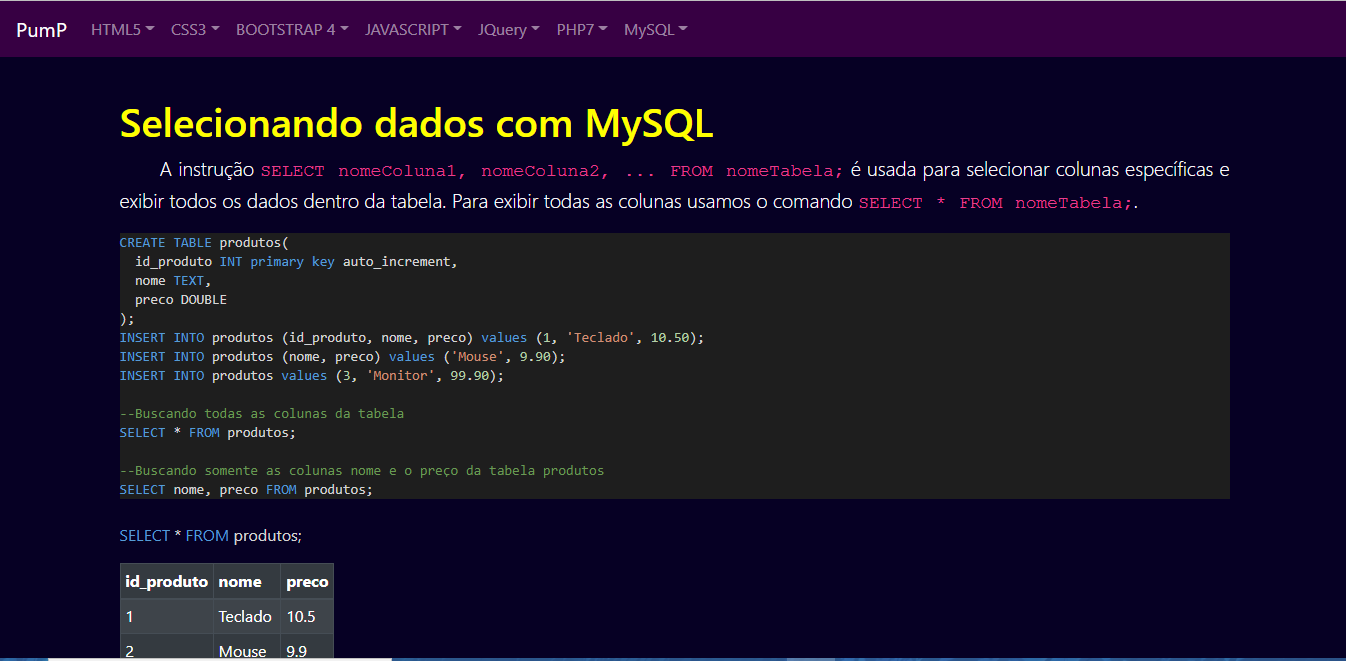 PumP HTML5 CSS3 BOOTSTRAP 4 JAVASCRIPT JQuery PHP7 MySQL
Selecionando dados com MySQL
A instrução SELECT nomeColuna1, nomeColuna2, ... FROM nomeTabela; é usada para selecionar colunas específicas e
exibir todos os dados dentro da tabela. Para exibir todas as colunas usamos o comando SELECT * FROM nomeTabela;.
CREATE TABLE produtos(
  id_produto INT primary key auto_increment,
  nome TEXT,
  preco DOUBLE
);
INSERT INTO produtos (id_produto, nome, preco) values (1, 'Teclado', 10.50);
INSERT INTO produtos (nome, preco) values ('Mouse', 9.90);
INSERT INTO produtos values (3, 'Monitor', 99.90);
--Buscando todas as colunas da tabela
SELECT * FROM produtos;
--Buscando somente as colunas nome e o preço da tabela produtos
SELECT nome, preco FROM produtos;
SELECT * FROM produtos;
id_produto nome preco
1 Teclado 10.5
2 Mouse 9.9